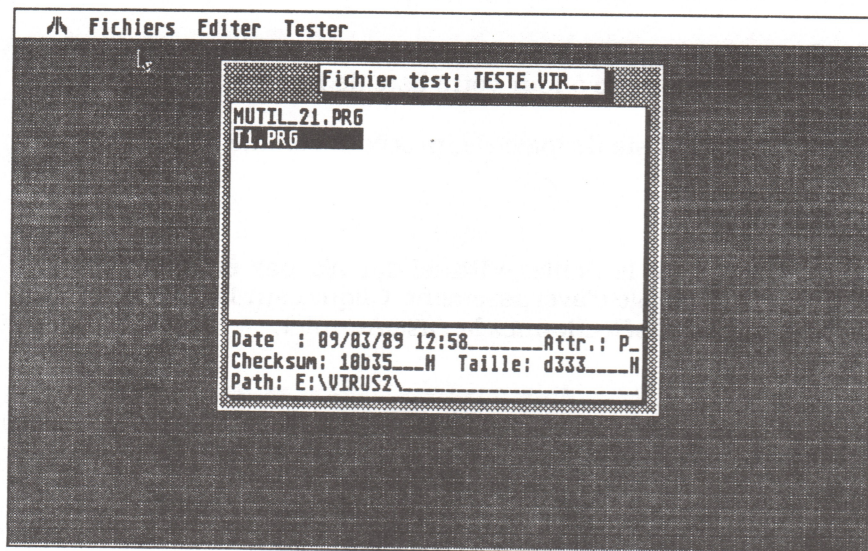 Fichiers Editer Tester
Fichier test: TESTE.VIR___
MUTIL_21.PRG
T1.PRG
Date : 09/03/89 12:58_______Attr.: P_
Checksum: 10b35___H Taille: d333____H
Path: E:\VIRUS2\_______________________